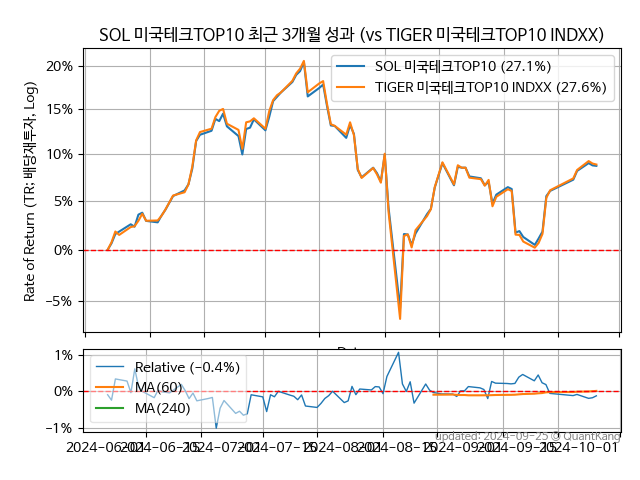 SOL 미국테크TOP10 최근 3개월 성과 (vs TIGER 미국테크TOP10 INDXX)
Rate of Return (TR: 배당재투자, Log)
20%
15%
10%
5%
0%
−5%
SOL 미국테크TOP10 (27.1%)
TIGER 미국테크TOP10 INDXX (27.6%)
1%
0%
−1%
Relative (−0.4%)
MA(60)
MA(240)
updated: 2024-09-25 © QuantKang
2024-06-01
2024-06-15
2024-07-01
2024-07-15
2024-08-01
2024-08-15
2024-09-01
2024-09-15
2024-10-01